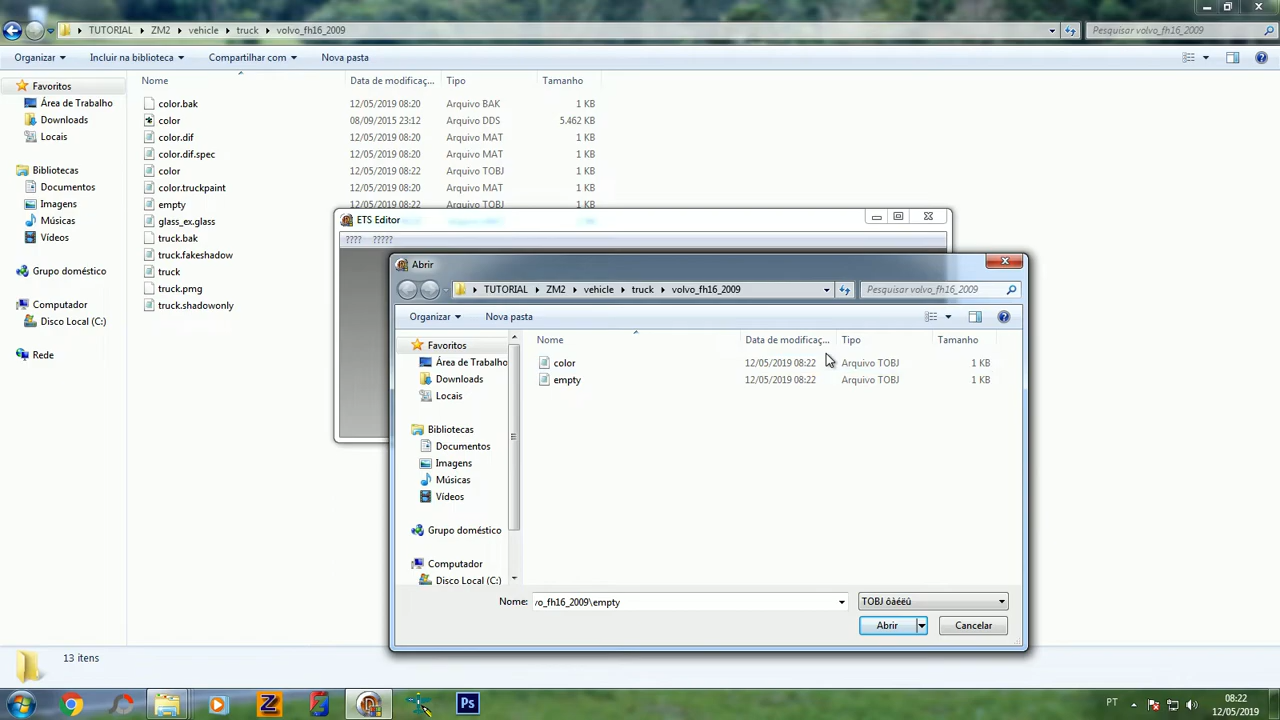 TUTORIAL ZM2 vehicle truck volvo_fh16_2009 Pesquisar volvo_fh16_2009
Organizar Incluir na biblioteca Compartilhar com Nova pasta
Favoritos
Área de Trabalho
Downloads
Locais
Bibliotecas
Documentos
Imagens
Músicas
Vídeos
Grupo doméstico
Computador
Disco Local (C:)
Rede
Nome Data de modificaç... Tipo Tamanho
color.bak 12/05/2019 08:20 Arquivo BAK 1 KB
color 08/09/2015 23:12 Arquivo DDS 5.462 KB
color.dif 12/05/2019 08:20 Arquivo MAT 1 KB
color.dif.spec 12/05/2019 08:20 Arquivo MAT 1 KB
color 12/05/2019 08:22 Arquivo TOBJ 1 KB
color.truckpaint 12/05/2019 08:20 Arquivo MAT 1 KB
empty 12/05/2019 08:22 Arquivo TOBJ 1 KB
glass_ex.glass
truck.bak
truck.fakeshadow
truck
truck.pmg
truck.shadowonly
ETS Editor
???? ?????
Abrir
TUTORIAL ZM2 vehicle truck volvo_fh16_2009 Pesquisar volvo_fh16_2009
Organizar Nova pasta
Favoritos
Área de Trabalho
Downloads
Locais
Bibliotecas
Documentos
Imagens
Músicas
Vídeos
Grupo doméstico
Computador
Disco Local (C:)
Nome Data de modificaç... Tipo Tamanho
color 12/05/2019 08:22 Arquivo TOBJ 1 KB
empty 12/05/2019 08:22 Arquivo TOBJ 1 KB
Nome: vo_fh16_2009\empty TOBJ ôàéëû
Abrir Cancelar
13 itens
PT 08:22
12/05/2019